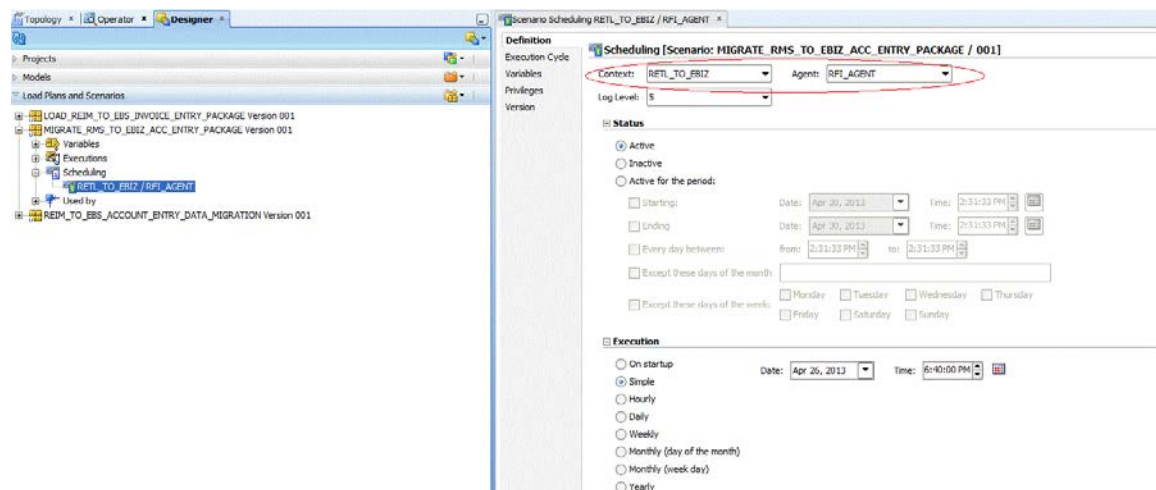 Topology Operator Designer
Projects
Models
Load Plans and Scenarios
LOAD_REIM_TO_EBS_INVOICE_ENTRY_PACKAGE Version 001
MIGRATE_RMS_TO_EBIZ_ACC_ENTRY_PACKAGE Version 001
Variables
Executions
Scheduling
RETL_TO_EBIZ / RFI_AGENT
Used by
REIM_TO_EBS_ACCOUNT_ENTRY_DATA_MIGRATION Version 001
Scenario Scheduling RETL_TO_EBIZ / RFI_AGENT
Definition
Execution Cycle
Variables
Privileges
Version
Scheduling [Scenario: MIGRATE_RMS_TO_EBIZ_ACC_ENTRY_PACKAGE / 001]
Context: RETL_TO_EBIZ Agent: RFI_AGENT
Log Level: 5
Status
Active
Inactive
Active for the period:
Starting: Date: Apr 30, 2013 Time: 2:31:33 PM
Ending Date: Apr 30, 2013 Time: 2:31:33 PM
Every day between: from: 2:31:33 PM to: 2:31:33 PM
Except these days of the month:
Except these days of the week: Monday Tuesday Wednesday Thursday
Friday Saturday Sunday
Execution
On startup Date: Apr 26, 2013 Time: 6:40:00 PM
Simple
Hourly
Daily
Weekly
Monthly (day of the month)
Monthly (week day)
Yearly